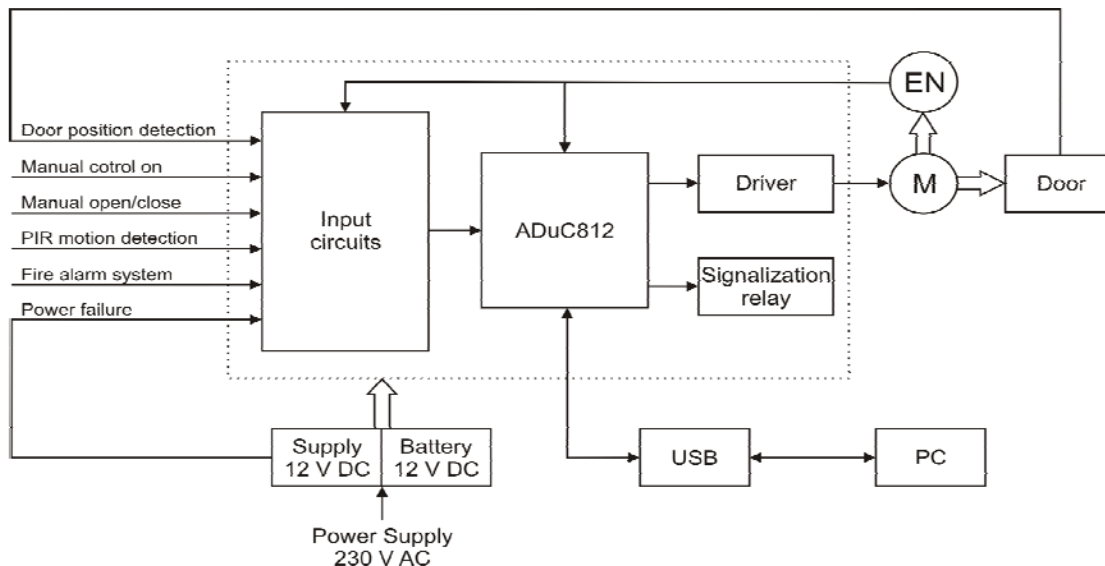 EN
Door position detection
Manual cotrol on
Manual open/close
PIR motion detection
Fire alarm system
Power failure
Input
circuits
ADuC812
Driver
M
Door
Signalization
relay
Supply
12 V DC
Battery
12 V DC
USB
PC
Power Supply
230 V AC